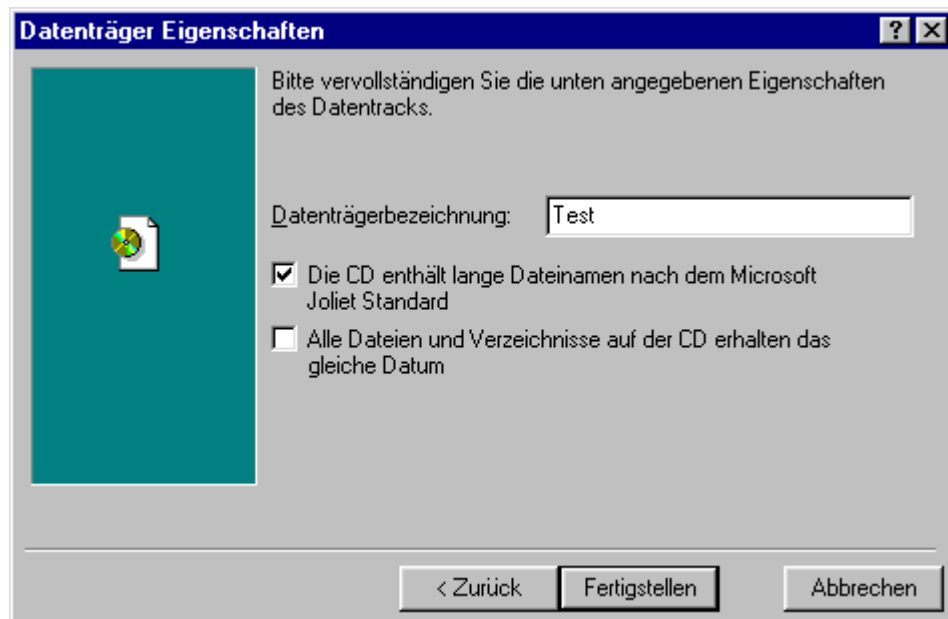 Datenträger Eigenschaften
Bitte vervollständigen Sie die unten angegebenen Eigenschaften
des Datentracks.
Datenträgerbezeichnung: Test
Die CD enthält lange Dateinamen nach dem Microsoft
Joliet Standard
Alle Dateien und Verzeichnisse auf der CD erhalten das
gleiche Datum
< Zurück Fertigstellen Abbrechen